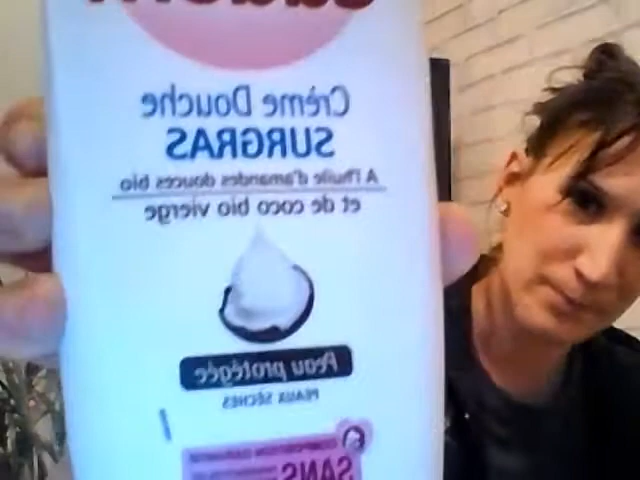 Crème Douche
SURGRAS
A l'huile d'amandes douces bio
et de coco bio vierge
Peau protégée
PEAUX SÈCHES
SANS